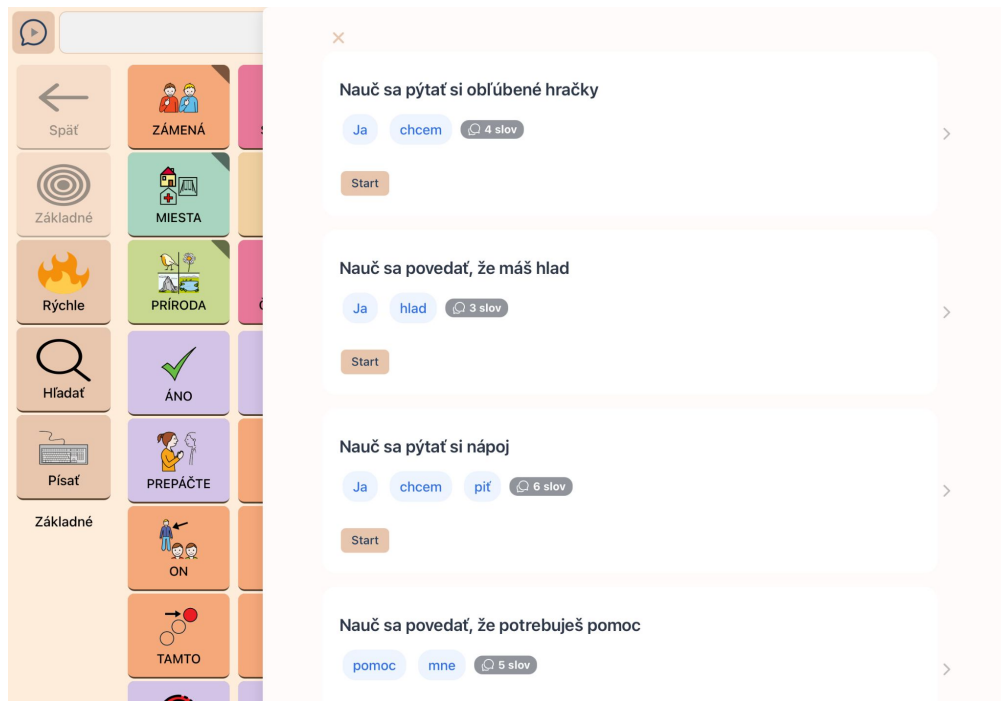 Späť
Základné
Rýchle
Hľadať
Písať
Základné
ZÁMENÁ
MIESTA
PRÍRODA
ÁNO
PREPÁČTE
ON
TAMTO
Nauč sa pýtať si obľúbené hračky
Ja chcem 4 slov
Start
Nauč sa povedať, že máš hlad
Ja hlad 3 slov
Start
Nauč sa pýtať si nápoj
Ja chcem piť 6 slov
Start
Nauč sa povedať, že potrebuješ pomoc
pomoc mne 5 slov